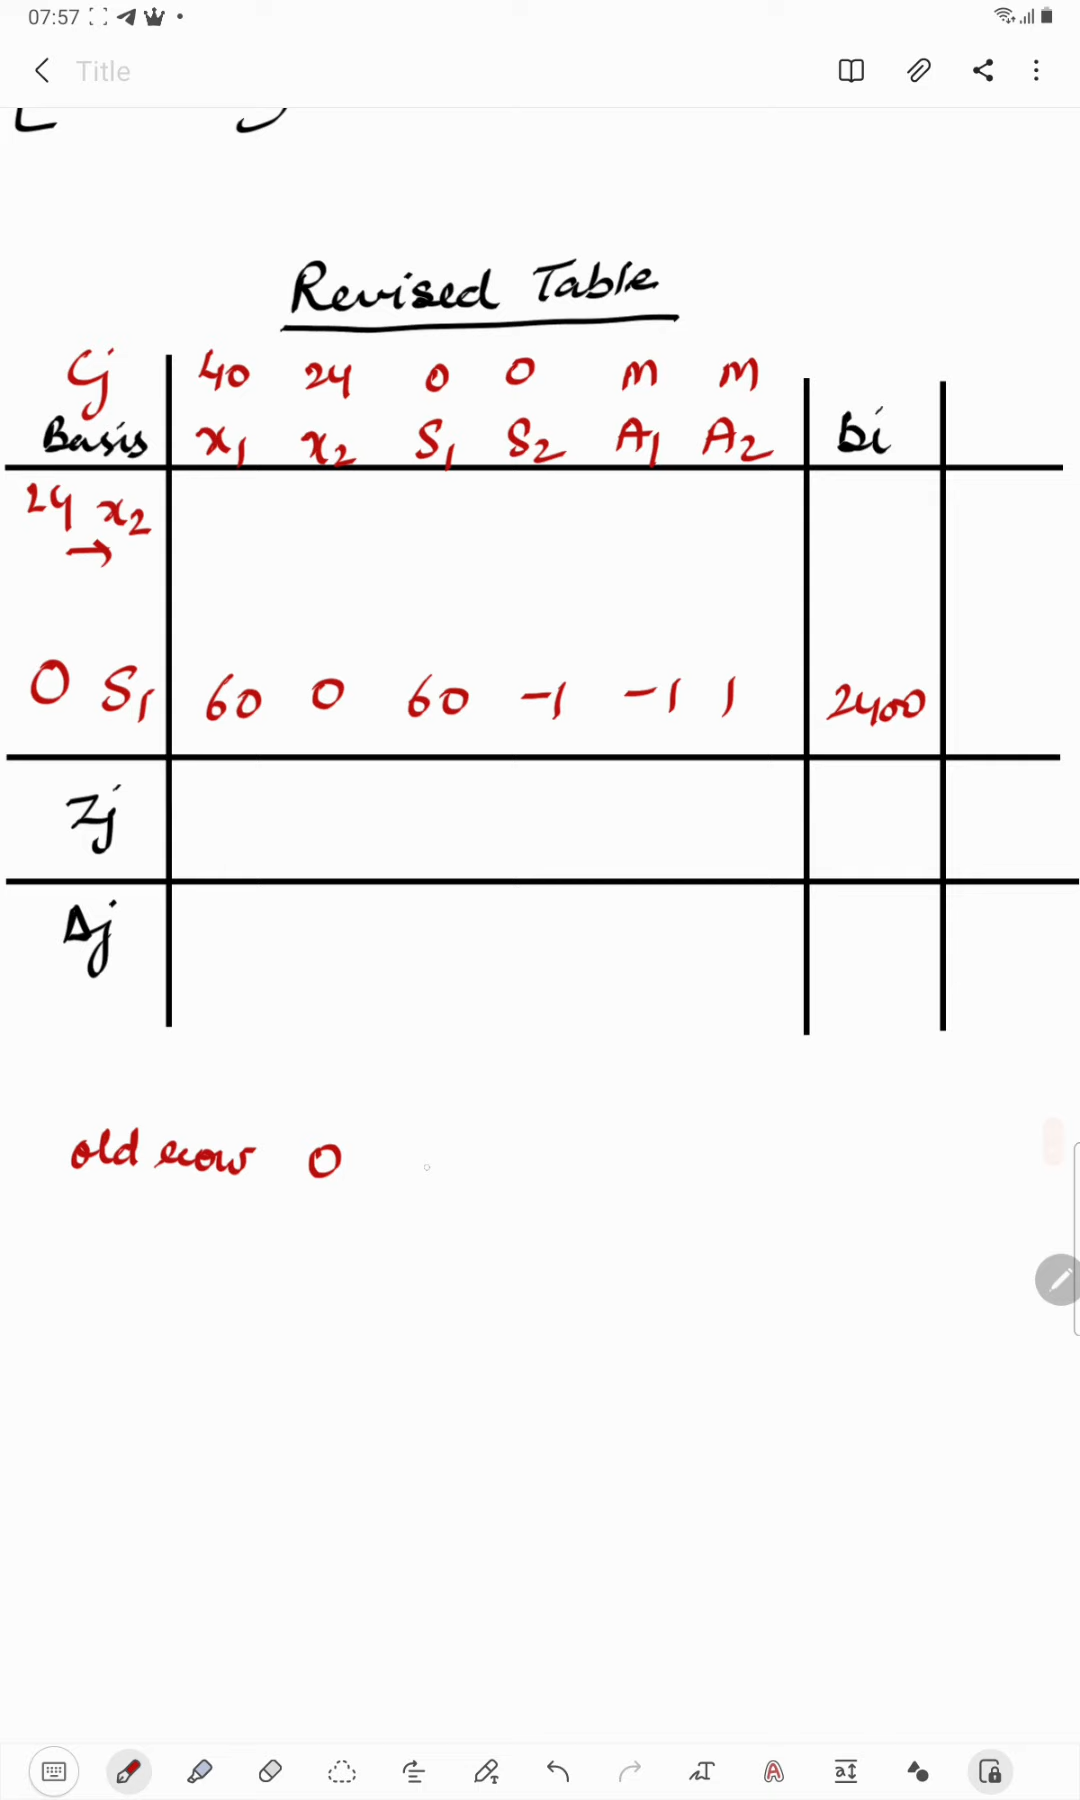 07:57
Title
Revised Table
Cj 40 24 0 0 M M
Basis x1 x2 S1 S2 A1 A2 bi
24 x2
→
0 S1 60 0 60 -1 -1 1 2400
Zj
Δj
old row 0